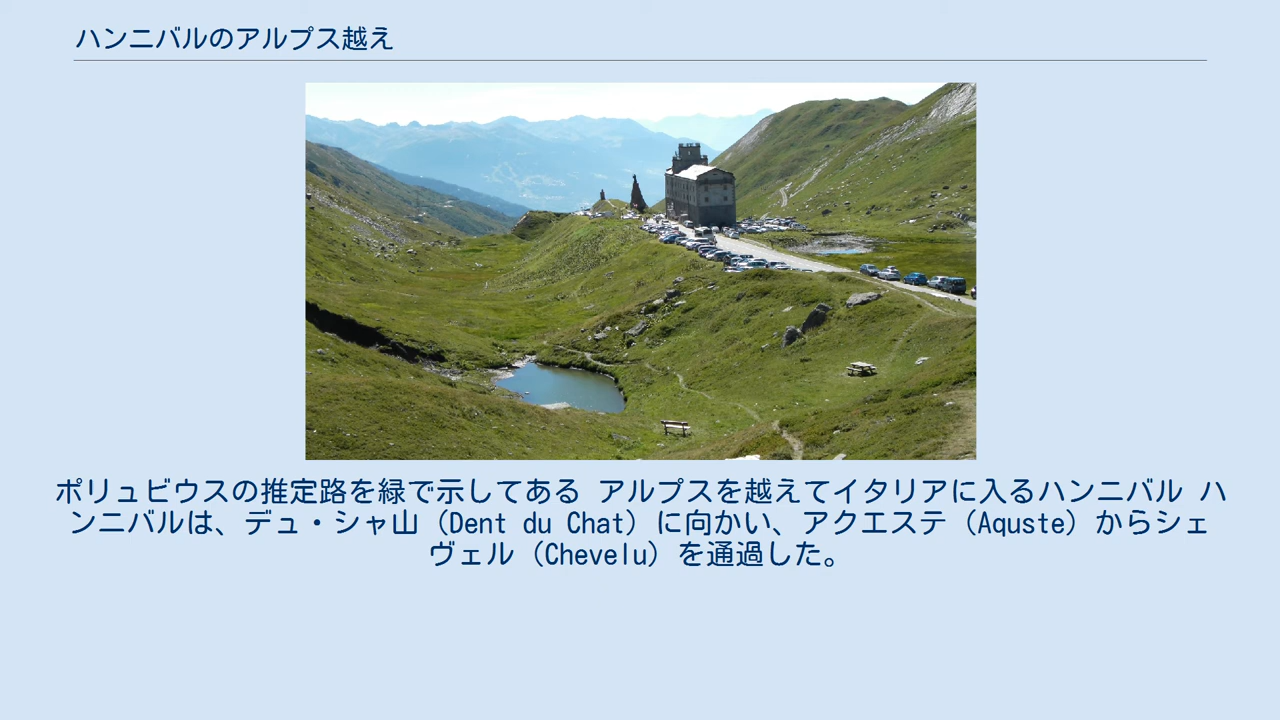 ハンニバルのアルプス越え
ポリュビウスの推定路を緑で示してある アルプスを越えてイタリアに入るハンニバル ハ
ンニバルは、デュ・シャ山（Dent du Chat）に向かい、アクエステ（Aquste）からシェ
ヴェル（Chevelu）を通過した。